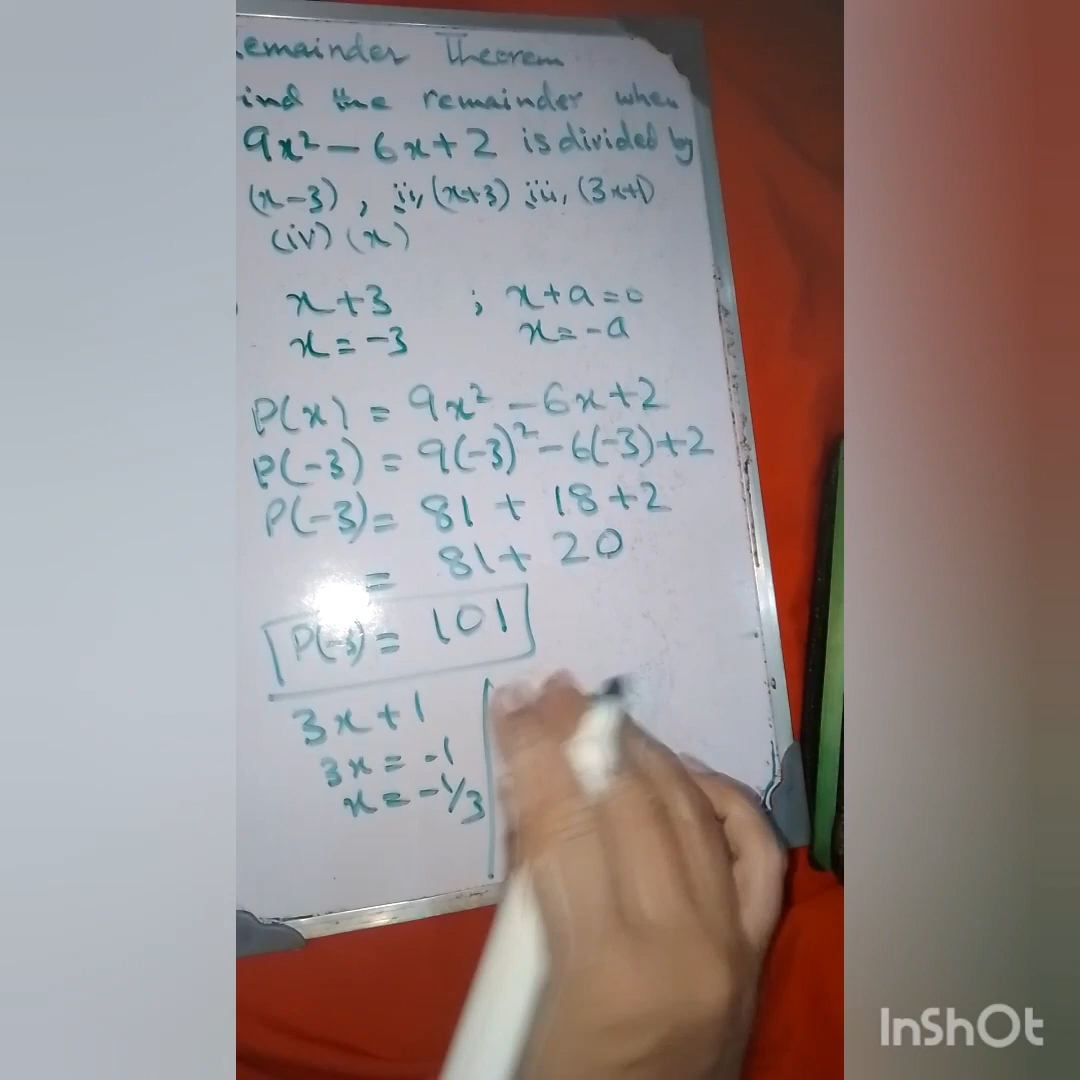 emainder Theorem
ind the remainder when
9x² - 6x + 2 is divided by
(x-3), ii, (x+3) iii, (3x+1)
(iv) (x)
x + 3 ; x + a = 0
x = -3 x = -a
P(x) = 9x² - 6x + 2
P(-3) = 9(-3)² - 6(-3) + 2
P(-3) = 81 + 18 + 2
= 81 + 20
P(-3) = 101
3x + 1
3x = -1
x = -1/3
InShOt